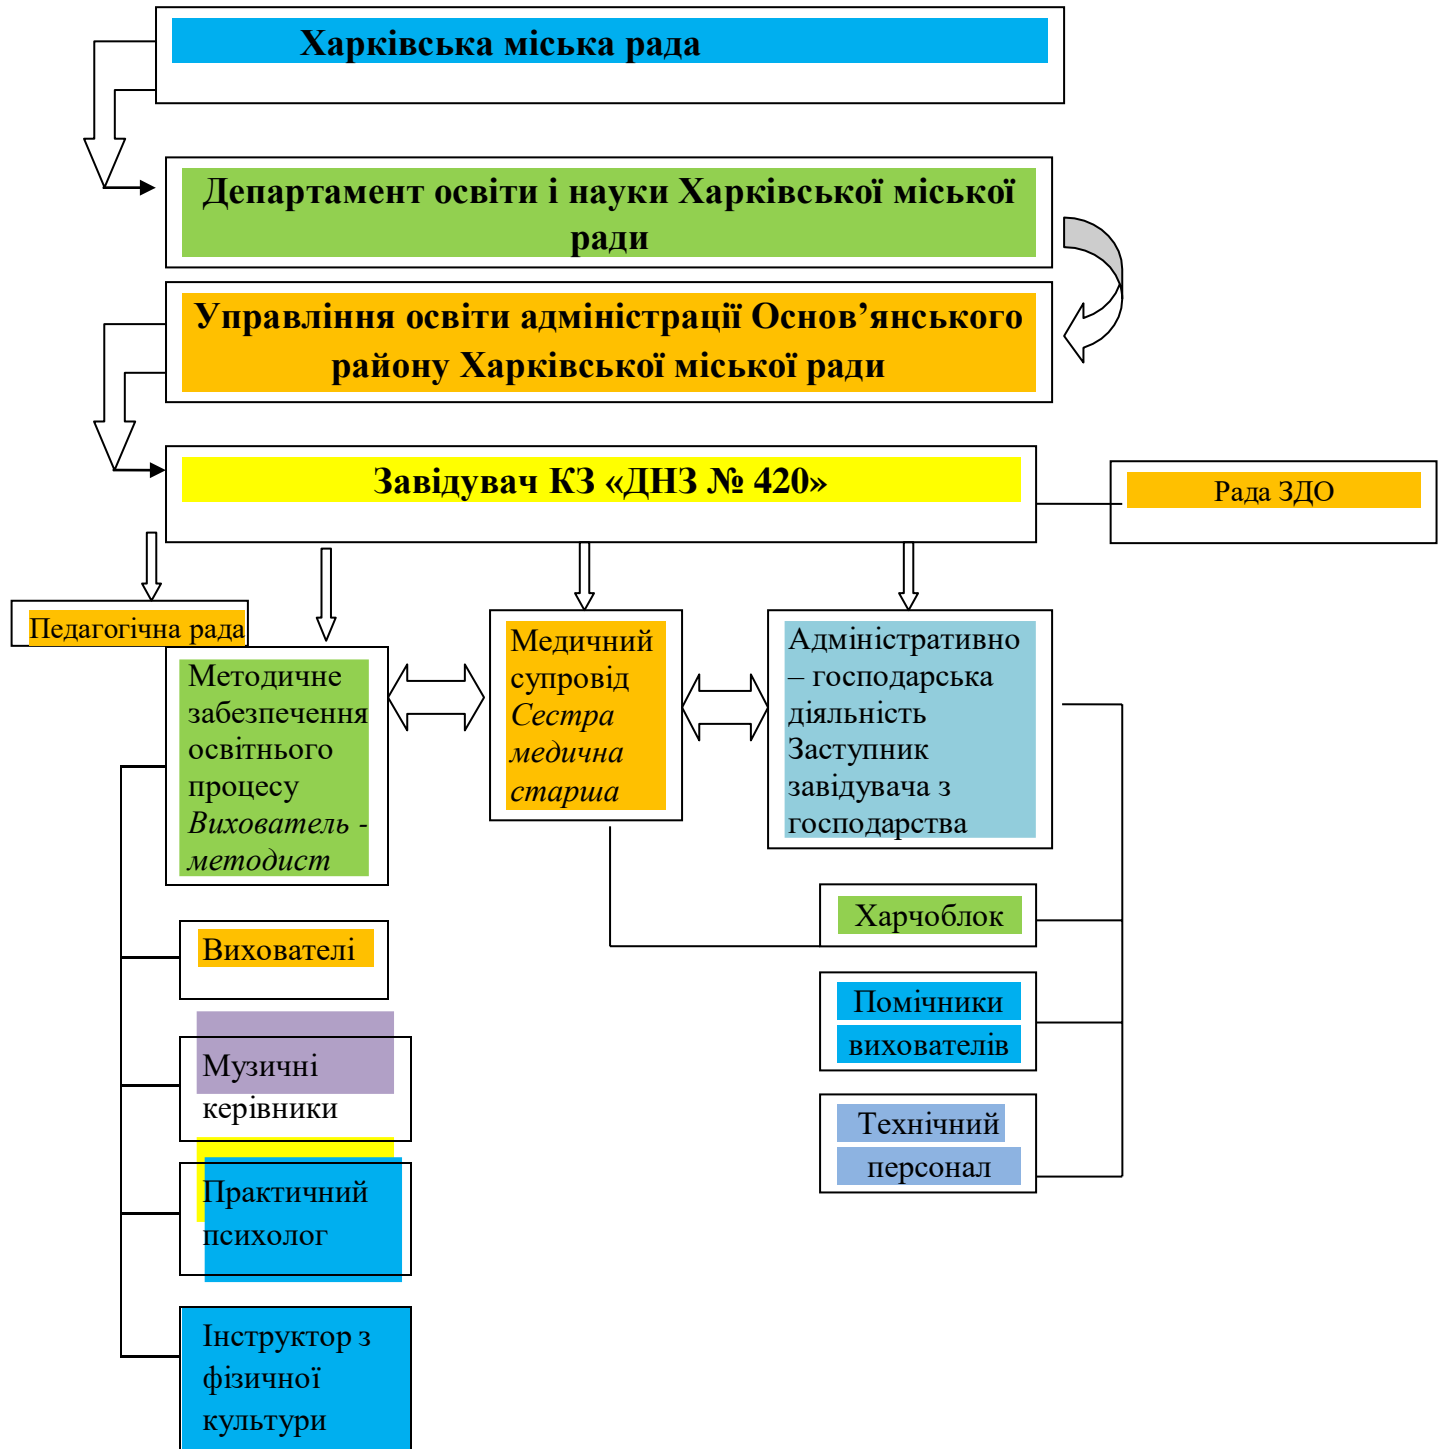 Харківська міська рада
Департамент освіти і науки Харківської міської
ради
Управління освіти адміністрації Основ’янського
району Харківської міської ради
Завідувач КЗ «ДНЗ № 420»
Рада ЗДО
Педагогічна рада
Методичне
забезпечення
освітнього
процесу
Вихователь -
методист
Медичний
супровід
Сестра
медична
старша
Адміністративно
– господарська
діяльність
Заступник
завідувача з
господарства
Харчоблок
Вихователі
Помічники
вихователів
Музичні
керівники
Технічний
персонал
Практичний
психолог
Інструктор з
фізичної
культури